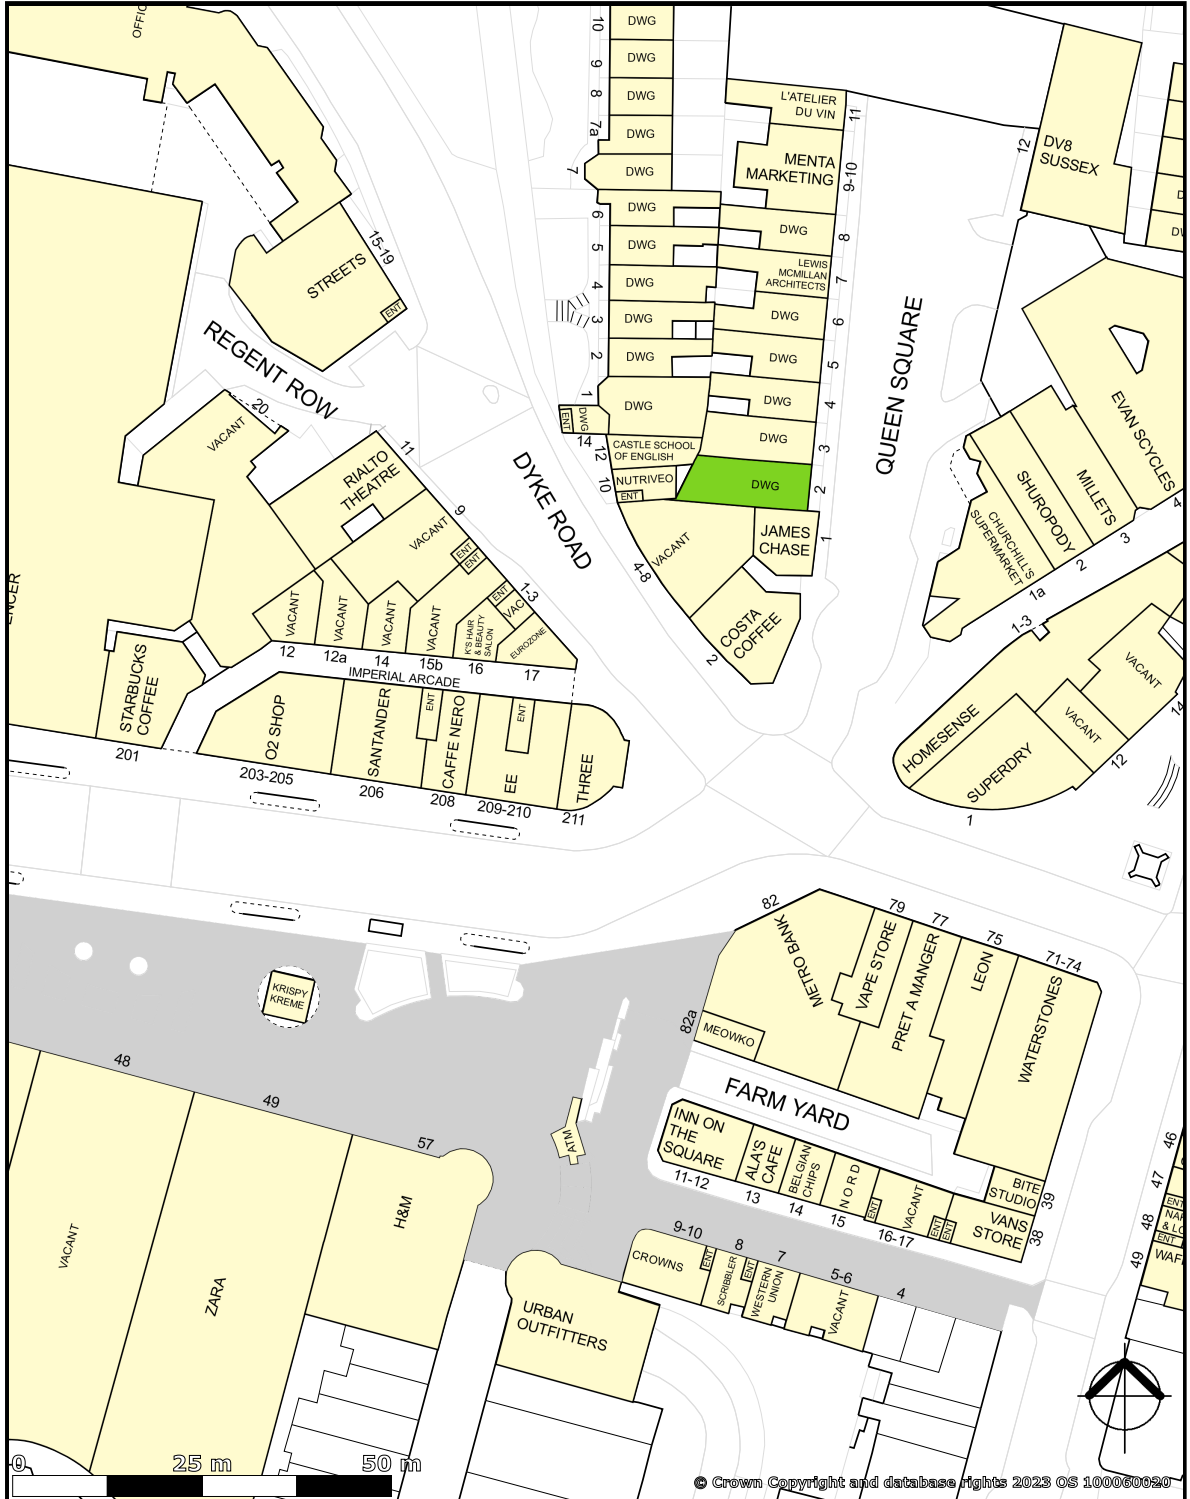 OFFIC
10
DWG
9
DWG
8
DWG
7a
DWG
7
DWG
6
DWG
5
DWG
4
DWG
3
DWG
2
DWG
1
DWG
ENT
DWG
14
12
CASTLE SCHOOL
OF ENGLISH
10
NUTRIVEO
ENT
L'ATELIER
DU VIN
11
MENTA
MARKETING
9-10
DWG
8
LEWIS
MCMILLAN
ARCHITECTS
7
DWG
6
DWG
5
DWG
4
DWG
3
DWG
2
JAMES
CHASE
1
VACANT
4-8
COSTA
COFFEE
2
QUEEN SQUARE
DYKE ROAD
REGENT ROW
STREETS
15-19
ENT
20
VACANT
RIALTO
THEATRE
11
9
VACANT
ENT
ENT
ENT
1-3
VAC
EUROZONE
VACANT
VACANT
VACANT
VACANT
K'S HAIR
& BEAUTY
SALON
12
12a
14
15b
16
17
IMPERIAL ARCADE
ENCER
STARBUCKS
COFFEE
201
O2 SHOP
203-205
SANTANDER
206
ENT
CAFFE NERO
208
ENT
EE
209-210
THREE
211
12
DV8
SUSSEX
D
DW
EVAN SCYCLES
4
MILLETS
3
SHUROPODY
2
CHURCHILL'S
SUPERMARKET
1a
1-3
HOMESENSE
SUPERDRY
1
VACANT
12
VACANT
14
KRISPY
KREME
ATM
82
METRO BANK
79
VAPE STORE
77
PRET A MANGER
75
LEON
71-74
WATERSTONES
82a
MEOWKO
FARM YARD
INN ON
THE
SQUARE
11-12
ALA'S
CAFE
13
BELGIAN
CHIPS
14
NORD
15
ENT
VACANT
16-17
ENT
ENT
BITE
STUDIO
39
VANS
STORE
38
46
47
48
49
ENT
NAI
& LO
ENT
WAF
48
49
57
VACANT
ZARA
H&M
URBAN
OUTFITTERS
9-10
CROWNS
ENT
8
SCRIBBLER
ENT
7
WESTERN
UNION
5-6
VACANT
4
0 25 m 50 m
© Crown Copyright and database rights 2023 OS 100060020